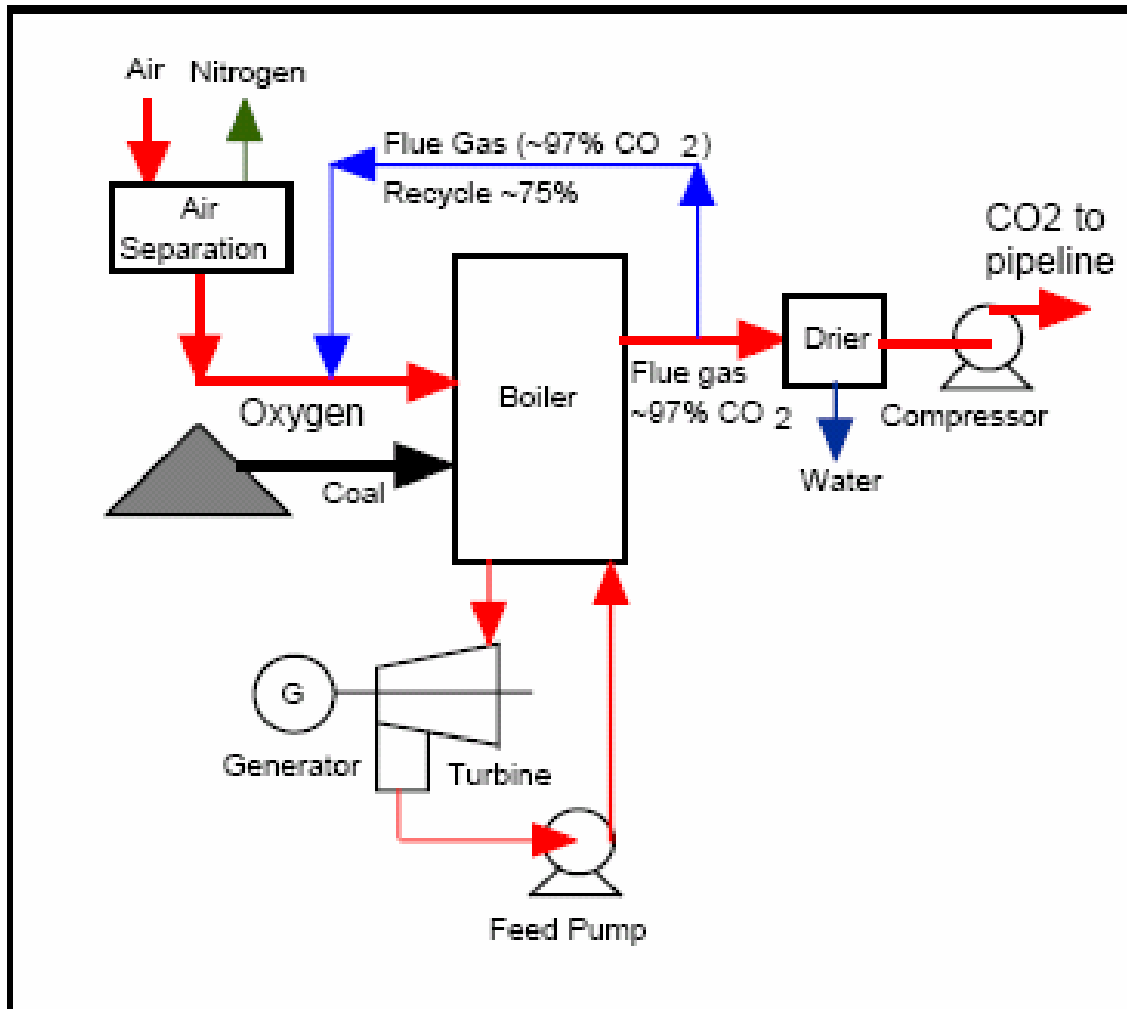 Air Nitrogen
Flue Gas (~97% CO 2)
Recycle ~75%
Air
Separation
CO2 to
pipeline
Drier
Flue gas
~97% CO 2
Boiler
Oxygen
Compressor
Coal
Water
G
Generator
Turbine
Feed Pump